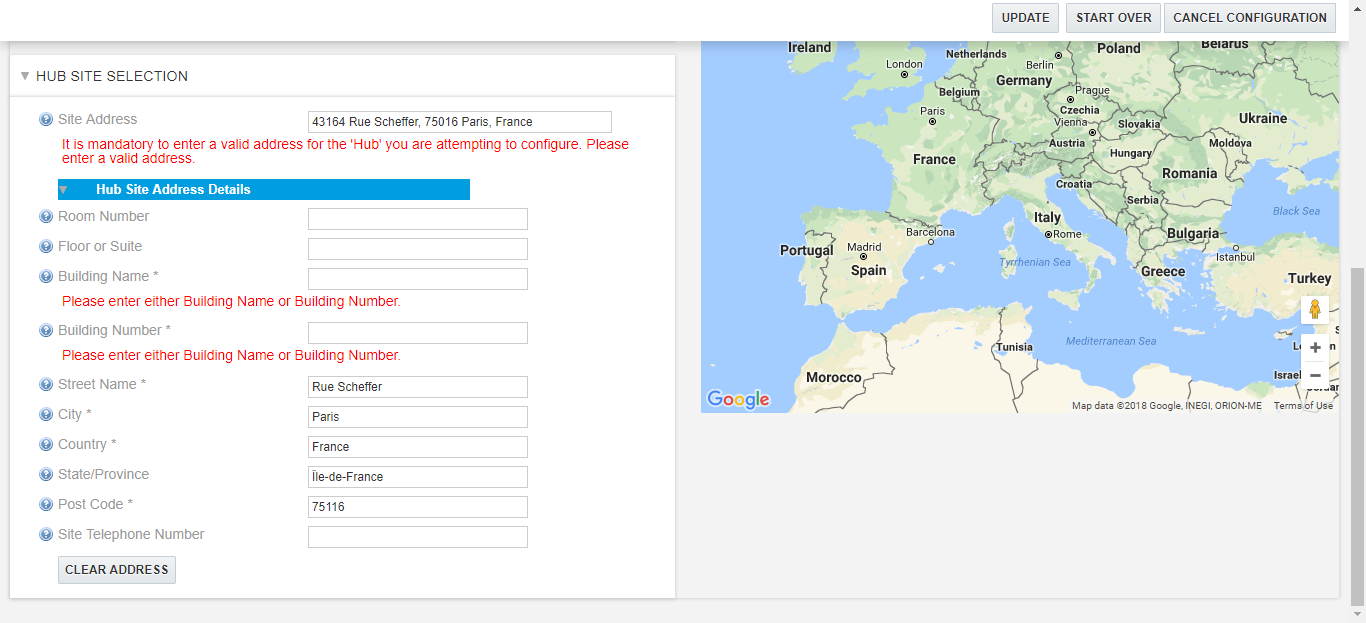 UPDATE START OVER CANCEL CONFIGURATION
HUB SITE SELECTION
Site Address 43164 Rue Scheffer, 75016 Paris, France
It is mandatory to enter a valid address for the 'Hub' you are attempting to configure. Please
enter a valid address.
Hub Site Address Details
Room Number
Floor or Suite
Building Name *
Please enter either Building Name or Building Number.
Building Number *
Please enter either Building Name or Building Number.
Street Name * Rue Scheffer
City * Paris
Country * France
State/Province Île-de-France
Post Code * 75116
Site Telephone Number
CLEAR ADDRESS
Ireland
Netherlands
Poland
Belarus
London
Berlin
Germany
Belgium
Prague
Paris
Czechia
Ukraine
Vienna
Slovakia
Austria
Moldova
France
Hungary
Romania
Croatia
Serbia
Italy
Black Sea
Barcelona
Rome
Bulgaria
Portugal
Madrid
Istanbul
Tyrrhenian Sea
Spain
Greece
Turkey
Mediterranean Sea
Tunisia
Israel
Morocco
Google
Map data ©2018 Google, INEGI, ORION-ME Terms of Use